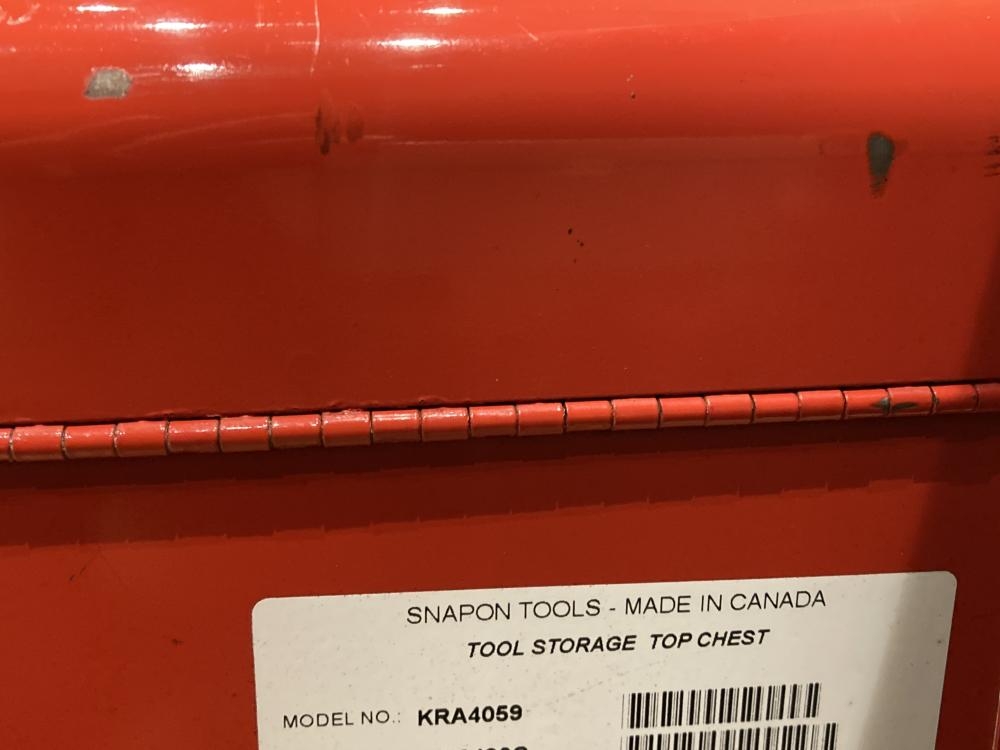 SNAPON TOOLS - MADE IN CANADA
TOOL STORAGE TOP CHEST
MODEL NO.: KRA4059